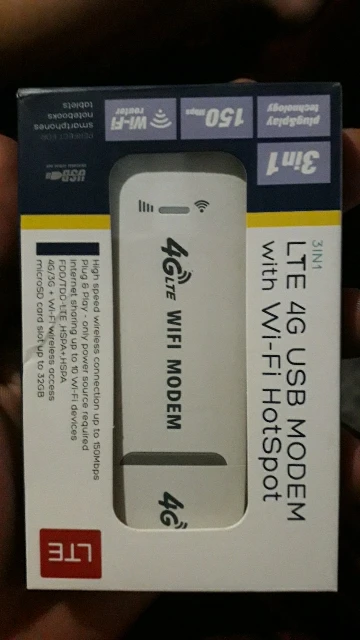 3in1
plug&play
technology
150Mbps
Wi-Fi
router
PERFECT FOR:
smartphones
notebooks
tablets
USB
3IN1
LTE 4G USB MODEM
with Wi-Fi HotSpot
4G LTE WIFI MODEM
4G
High speed wireless connection up to 150Mbps
Plug & Play - only power source required
Internet sharing up to 10 Wi-Fi devices
FDD/TDD-LTE, HSPA+HSPA
4G/3G + Wi-Fi wireless access
microSD card slot up to 32GB
LTE